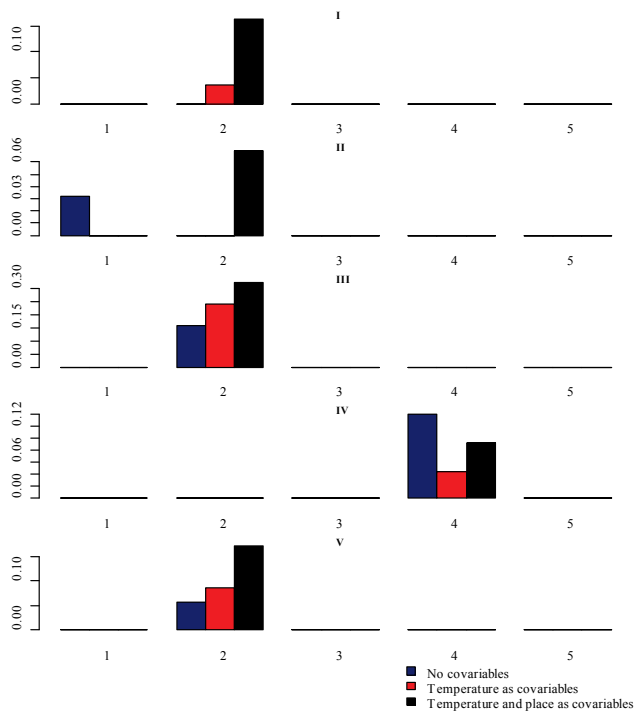 I
0.10
0.00
1 2 3 4 5
II
0.06
0.03
0.00
1 2 3 4 5
III
0.30
0.15
0.00
1 2 3 4 5
IV
0.12
0.06
0.00
1 2 3 4 5
V
0.10
0.00
1 2 3 4 5
No covariables
Temperature as covariables
Temperature and place as covariables